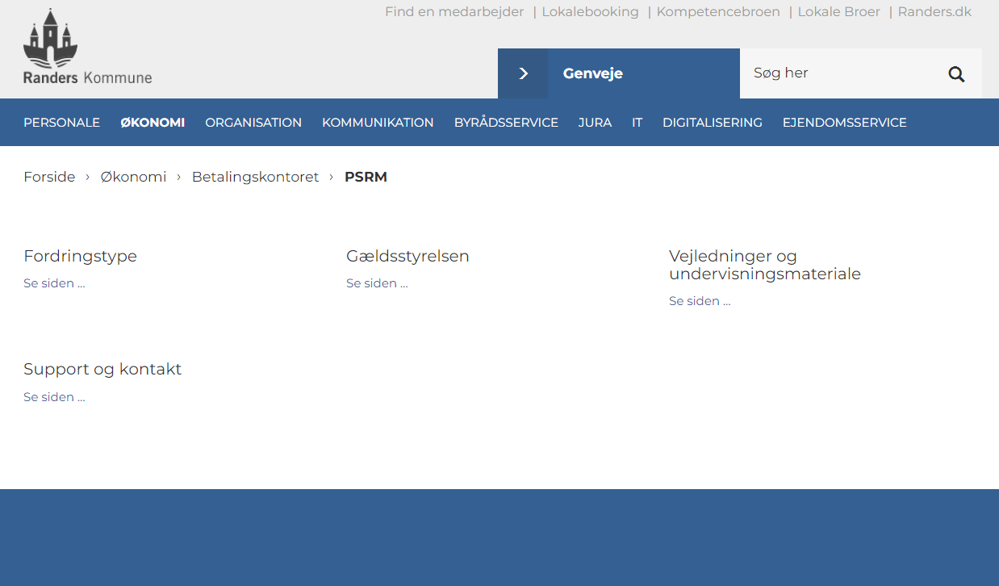 Find en medarbejder | Lokalebooking | Kompetencebroen | Lokale Broer | Randers.dk
Randers Kommune
Genveje
Søg her
PERSONALE ØKONOMI ORGANISATION KOMMUNIKATION BYRÅDSSERVICE JURA IT DIGITALISERING EJENDOMSSERVICE
Forside › Økonomi › Betalingskontoret › PSRM
Fordringstype
Se siden ...
Gældsstyrelsen
Se siden ...
Vejledninger og
undervisningsmateriale
Se siden ...
Support og kontakt
Se siden ...